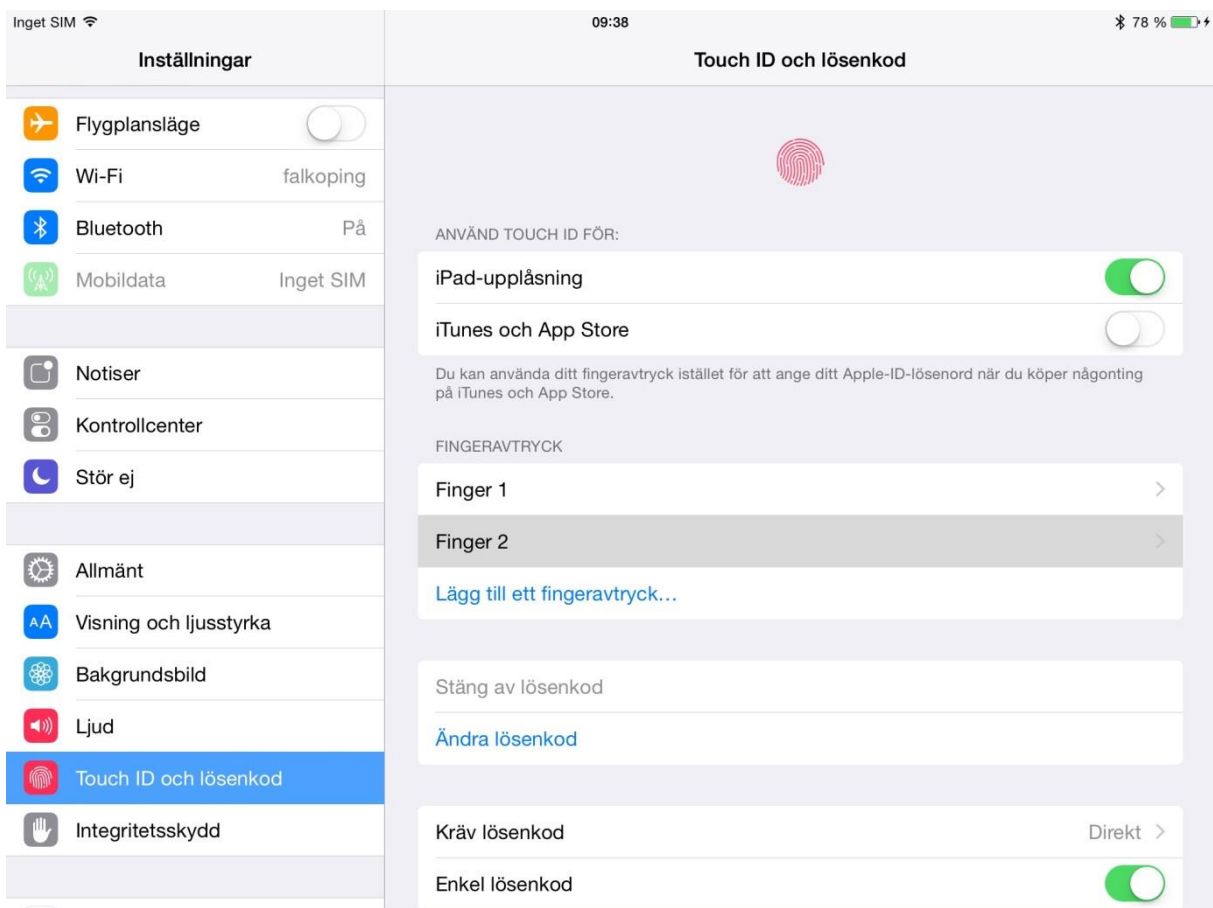 Inget SIM 09:38 78 %
Inställningar
Flygplansläge
Wi-Fi falkoping
Bluetooth På
Mobildata Inget SIM
Notiser
Kontrollcenter
Stör ej
Allmänt
AA Visning och ljusstyrka
Bakgrundsbild
Ljud
Touch ID och lösenkod
Integritetsskydd
Touch ID och lösenkod
ANVÄND TOUCH ID FÖR:
iPad-upplåsning
iTunes och App Store
Du kan använda ditt fingeravtryck istället för att ange ditt Apple-ID-lösenord när du köper någonting
på iTunes och App Store.
FINGERAVTRYCK
Finger 1
Finger 2
Lägg till ett fingeravtryck…
Stäng av lösenkod
Ändra lösenkod
Kräv lösenkod Direkt
Enkel lösenkod